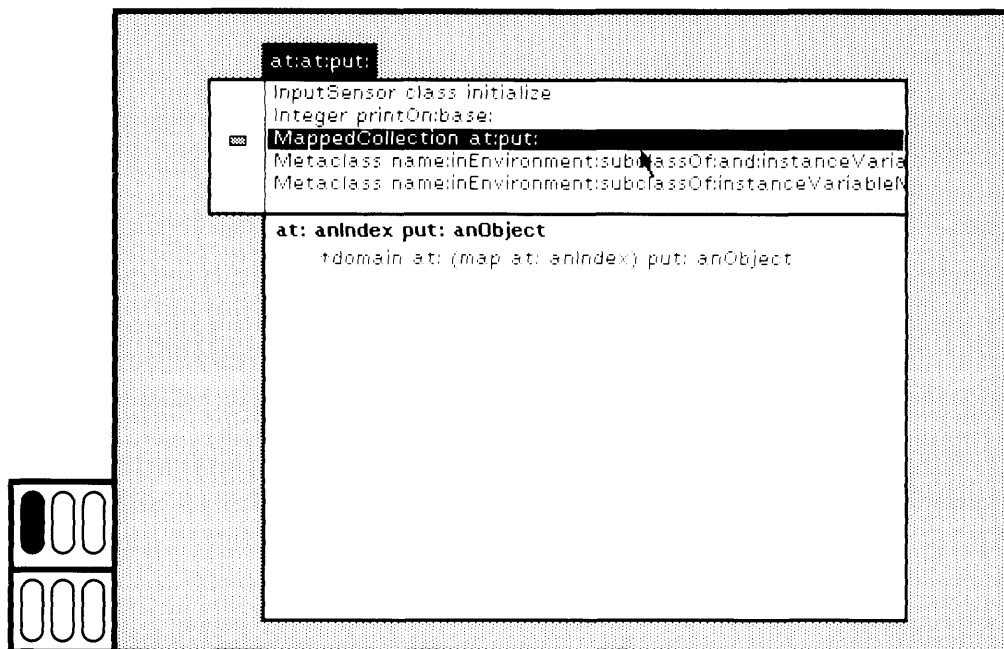 at:at:put:
InputSensor class initialize
Integer printOn:base:
MappedCollection at:put:
Metaclass name:inEnvironment:subclassOf:and:instanceVaria
Metaclass name:inEnvironment:subclassOf:instanceVariableN
at: anIndex put: anObject
↑domain at: (map at: anIndex) put: anObject